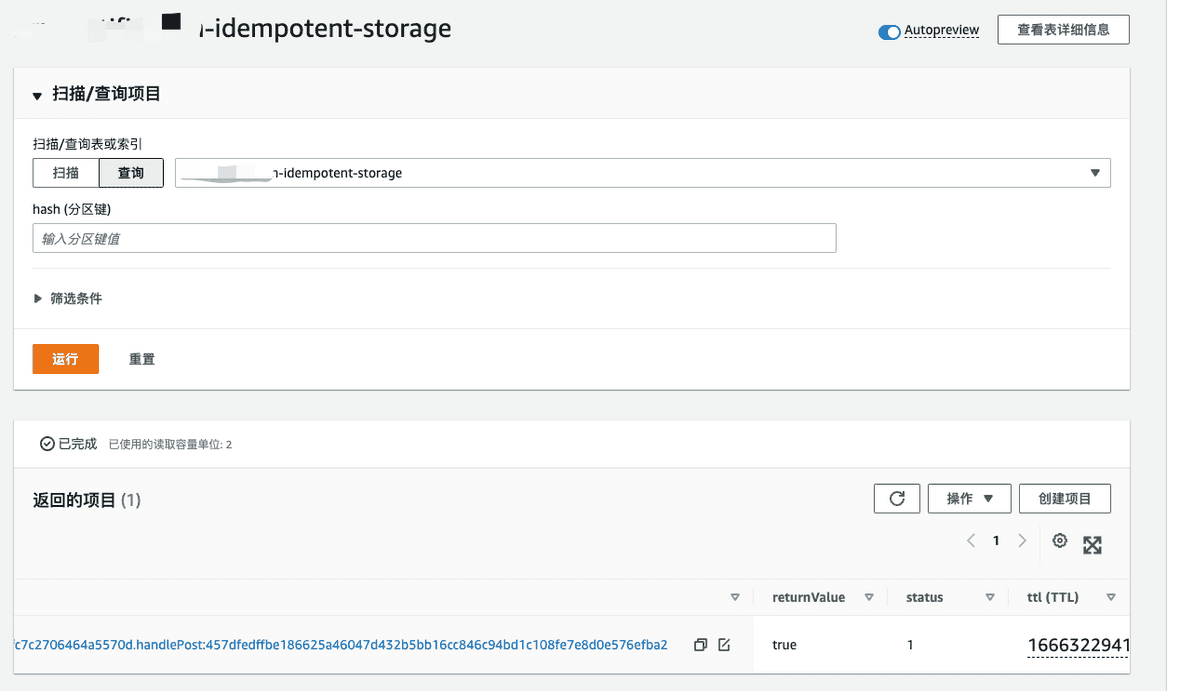 -idempotent-storage
Autopreview
查看表详细信息
扫描/查询项目
扫描/查询表或索引
扫描
查询
-idempotent-storage
hash (分区键)
输入分区键值
筛选条件
运行
重置
已完成 已使用的读取容量单位: 2
返回的项目 (1)
操作
创建项目
1
returnValue
status
ttl (TTL)
c7c2706464a5570d.handlePost:457dfedffbe186625a46047d432b5bb16cc846c94bd1c108fe7e8d0e576efba2
true
1
1666322941